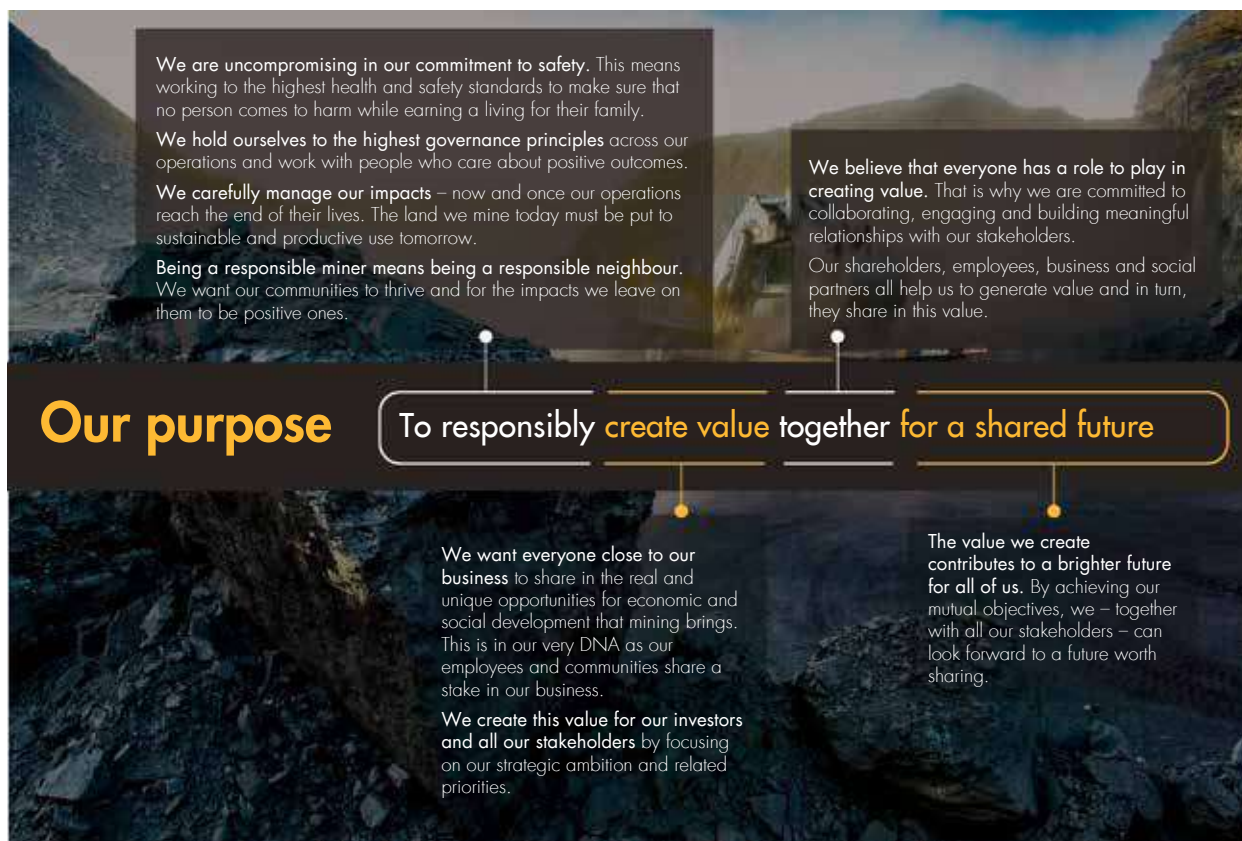 We are uncompromising in our commitment to safety. This means
working to the highest health and safety standards to make sure that
no person comes to harm while earning a living for their family.
We hold ourselves to the highest governance principles across our
operations and work with people who care about positive outcomes.
We carefully manage our impacts – now and once our operations
reach the end of their lives. The land we mine today must be put to
sustainable and productive use tomorrow.
Being a responsible miner means being a responsible neighbour.
We want our communities to thrive and for the impacts we leave on
them to be positive ones.
We believe that everyone has a role to play in
creating value. That is why we are committed to
collaborating, engaging and building meaningful
relationships with our stakeholders.
Our shareholders, employees, business and social
partners all help us to generate value and in turn,
they share in this value.
Our purpose
To responsibly create value together for a shared future
We want everyone close to our
business to share in the real and
unique opportunities for economic and
social development that mining brings.
This is in our very DNA as our
employees and communities share a
stake in our business.
We create this value for our investors
and all our stakeholders by focusing
on our strategic ambition and related
priorities.
The value we create
contributes to a brighter future
for all of us. By achieving our
mutual objectives, we – together
with all our stakeholders – can
look forward to a future worth
sharing.